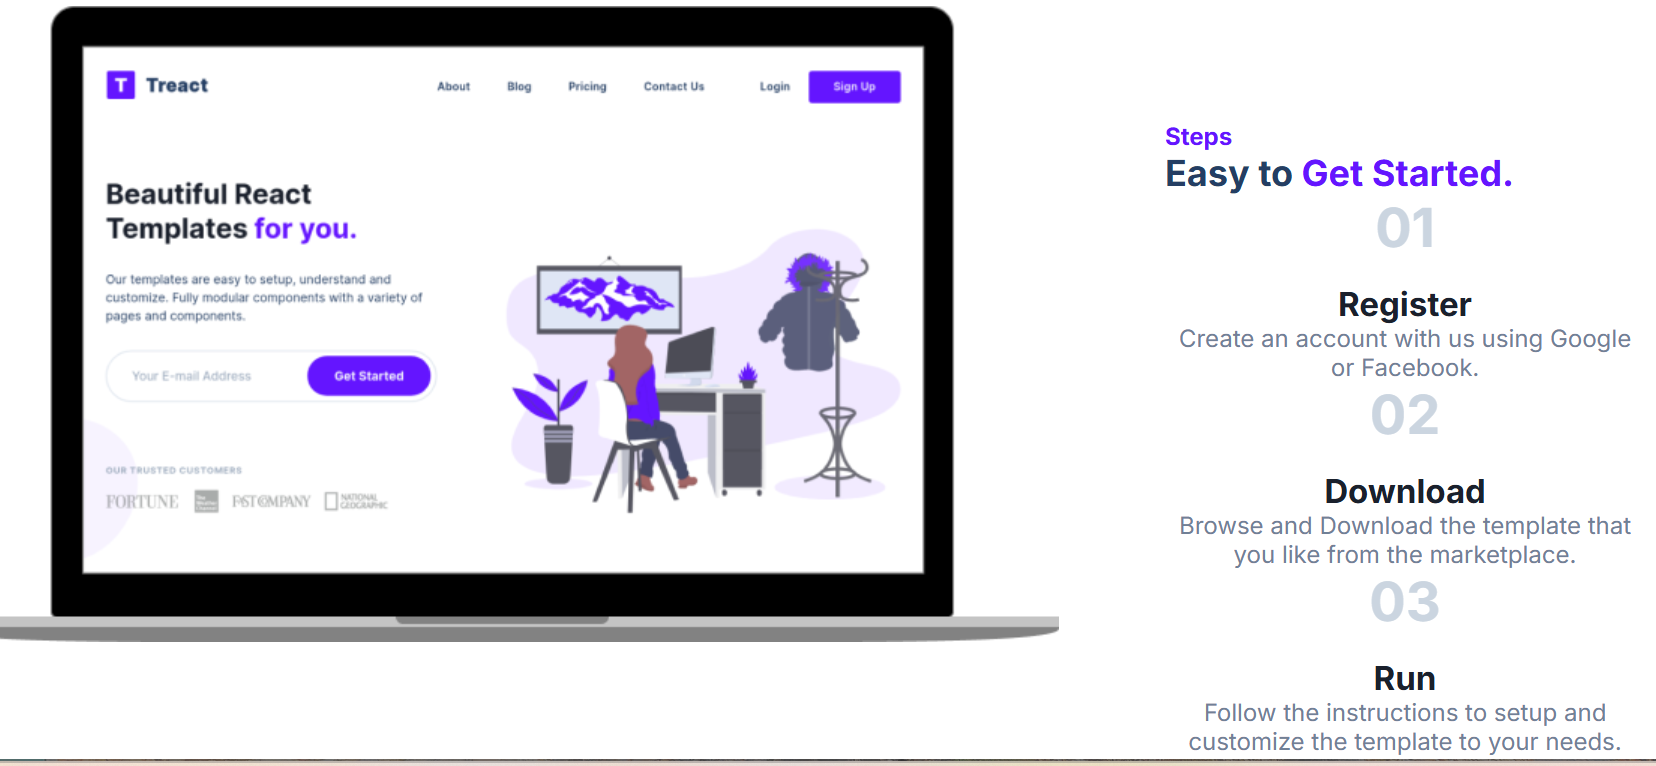 T Treact
About Blog Pricing Contact Us Login Sign Up
Beautiful React
Templates for you.
Our templates are easy to setup, understand and
customize. Fully modular components with a variety of
pages and components.
Your E-mail Address Get Started
OUR TRUSTED CUSTOMERS
FORTUNE FAST COMPANY NATIONAL
GEOGRAPHIC
Steps
Easy to Get Started.
01
Register
Create an account with us using Google
or Facebook.
02
Download
Browse and Download the template that
you like from the marketplace.
03
Run
Follow the instructions to setup and
customize the template to your needs.